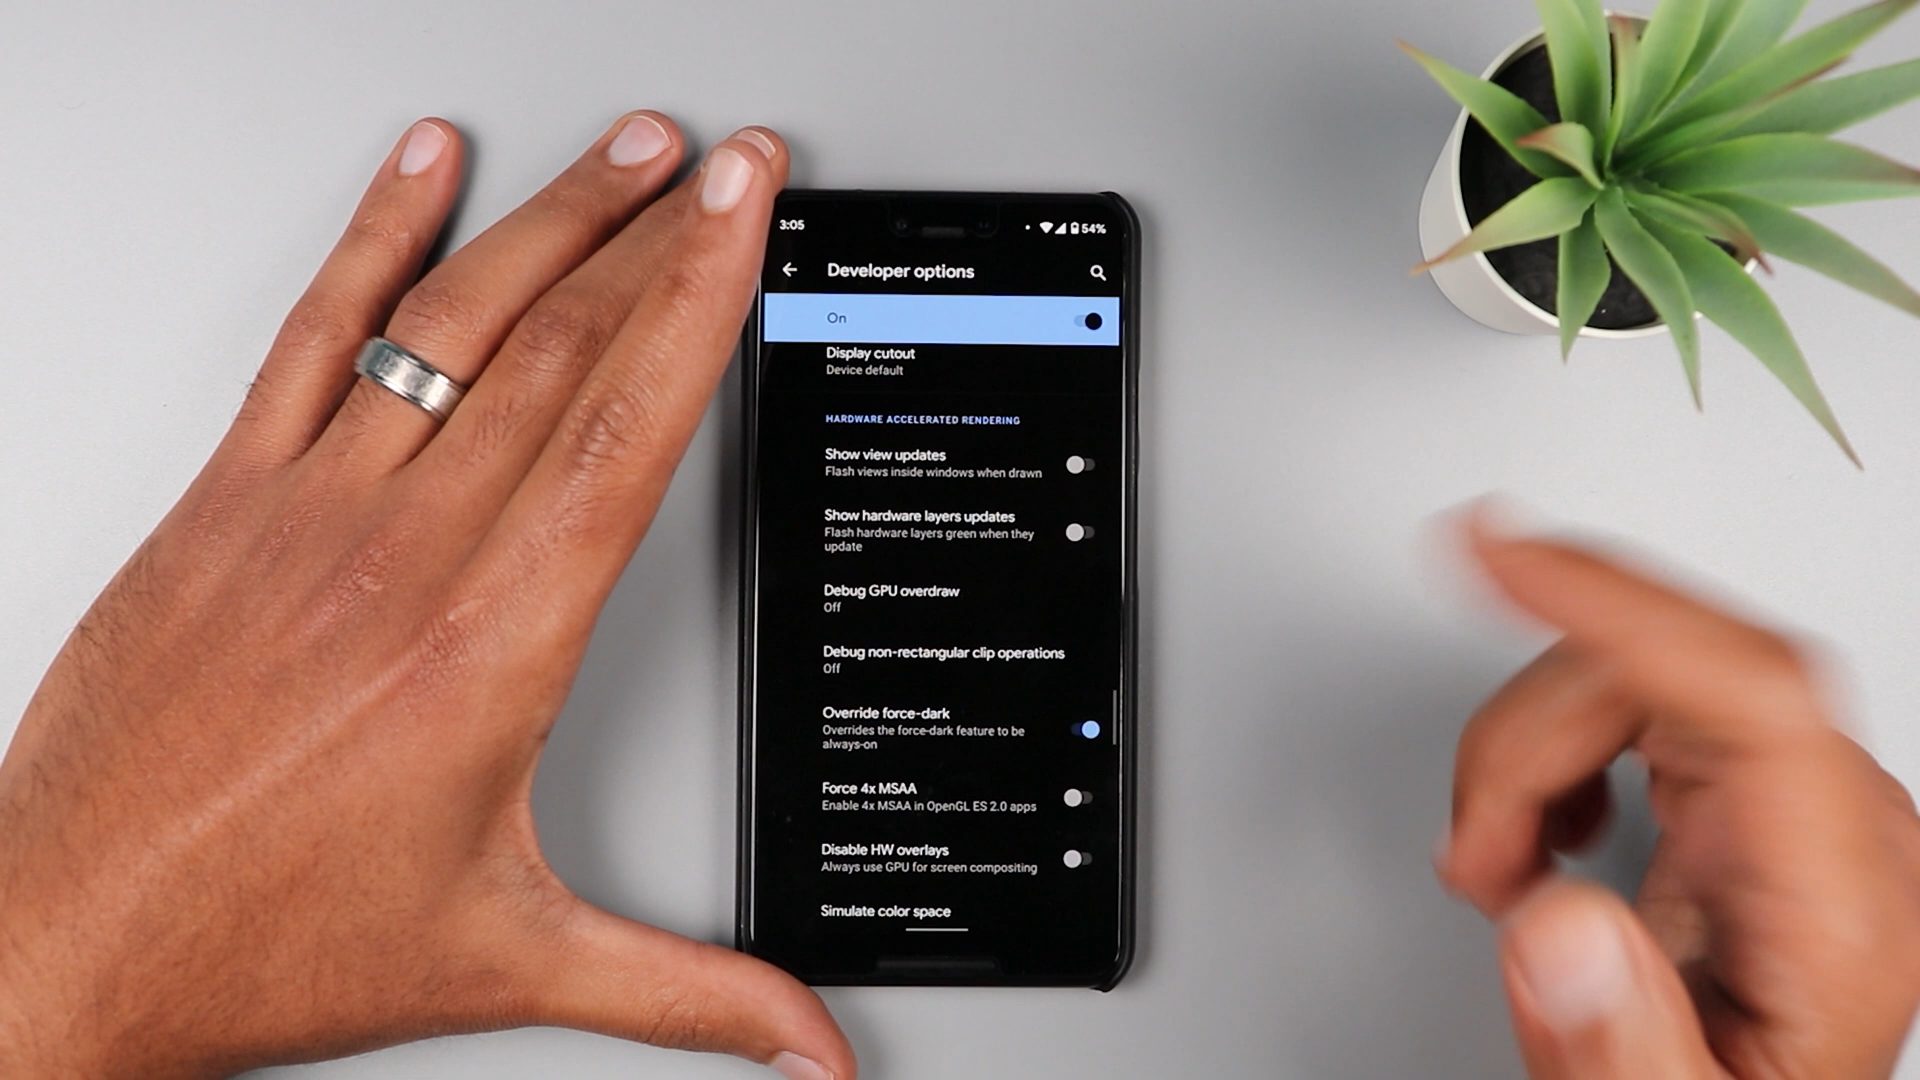 3:05
54%
Developer options
On
Display cutout
Device default
HARDWARE ACCELERATED RENDERING
Show view updates
Flash views inside windows when drawn
Show hardware layers updates
Flash hardware layers green when they
update
Debug GPU overdraw
Off
Debug non-rectangular clip operations
Off
Override force-dark
Overrides the force-dark feature to be
always-on
Force 4x MSAA
Enable 4x MSAA in OpenGL ES 2.0 apps
Disable HW overlays
Always use GPU for screen compositing
Simulate color space